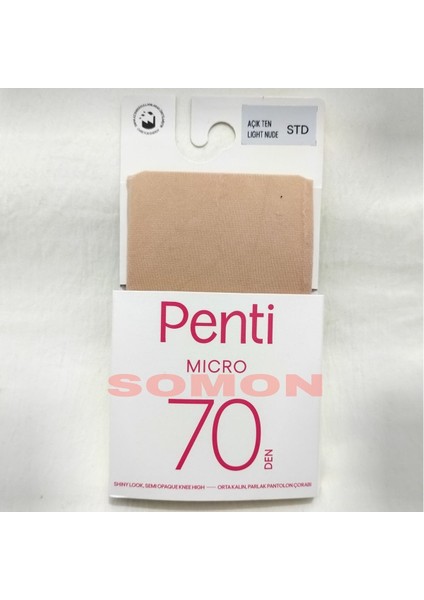 AÇIK TEN
LIGHT NUDE
STD
Penti
MICRO
SOMON
70
DEN
SHINY LOOK, SEMI OPAQUE KNEE HIGH — ORTA KALIN, PARLAK PANTOLON ÇORABI